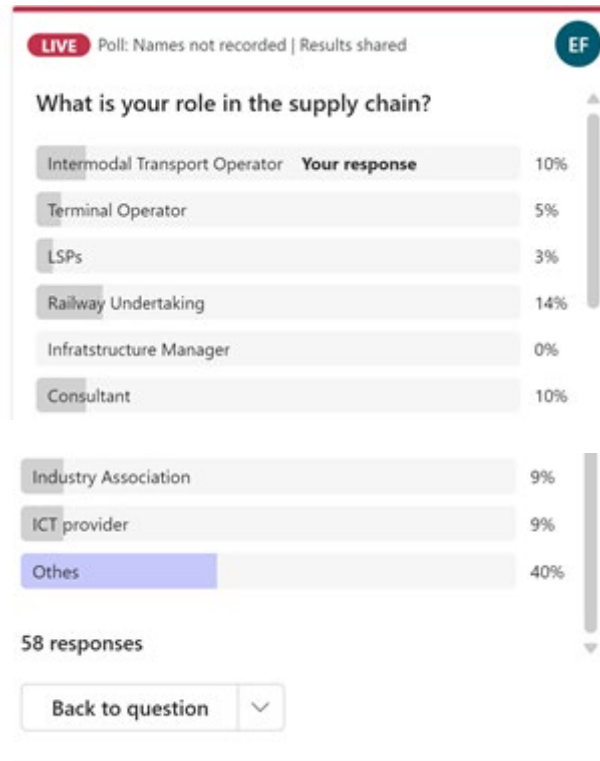 LIVE Poll: Names not recorded | Results shared EF
What is your role in the supply chain?
Intermodal Transport Operator Your response 10%
Terminal Operator 5%
LSPs 3%
Railway Undertaking 14%
Infratstructure Manager 0%
Consultant 10%
Industry Association 9%
ICT provider 9%
Othes 40%
58 responses
Back to question